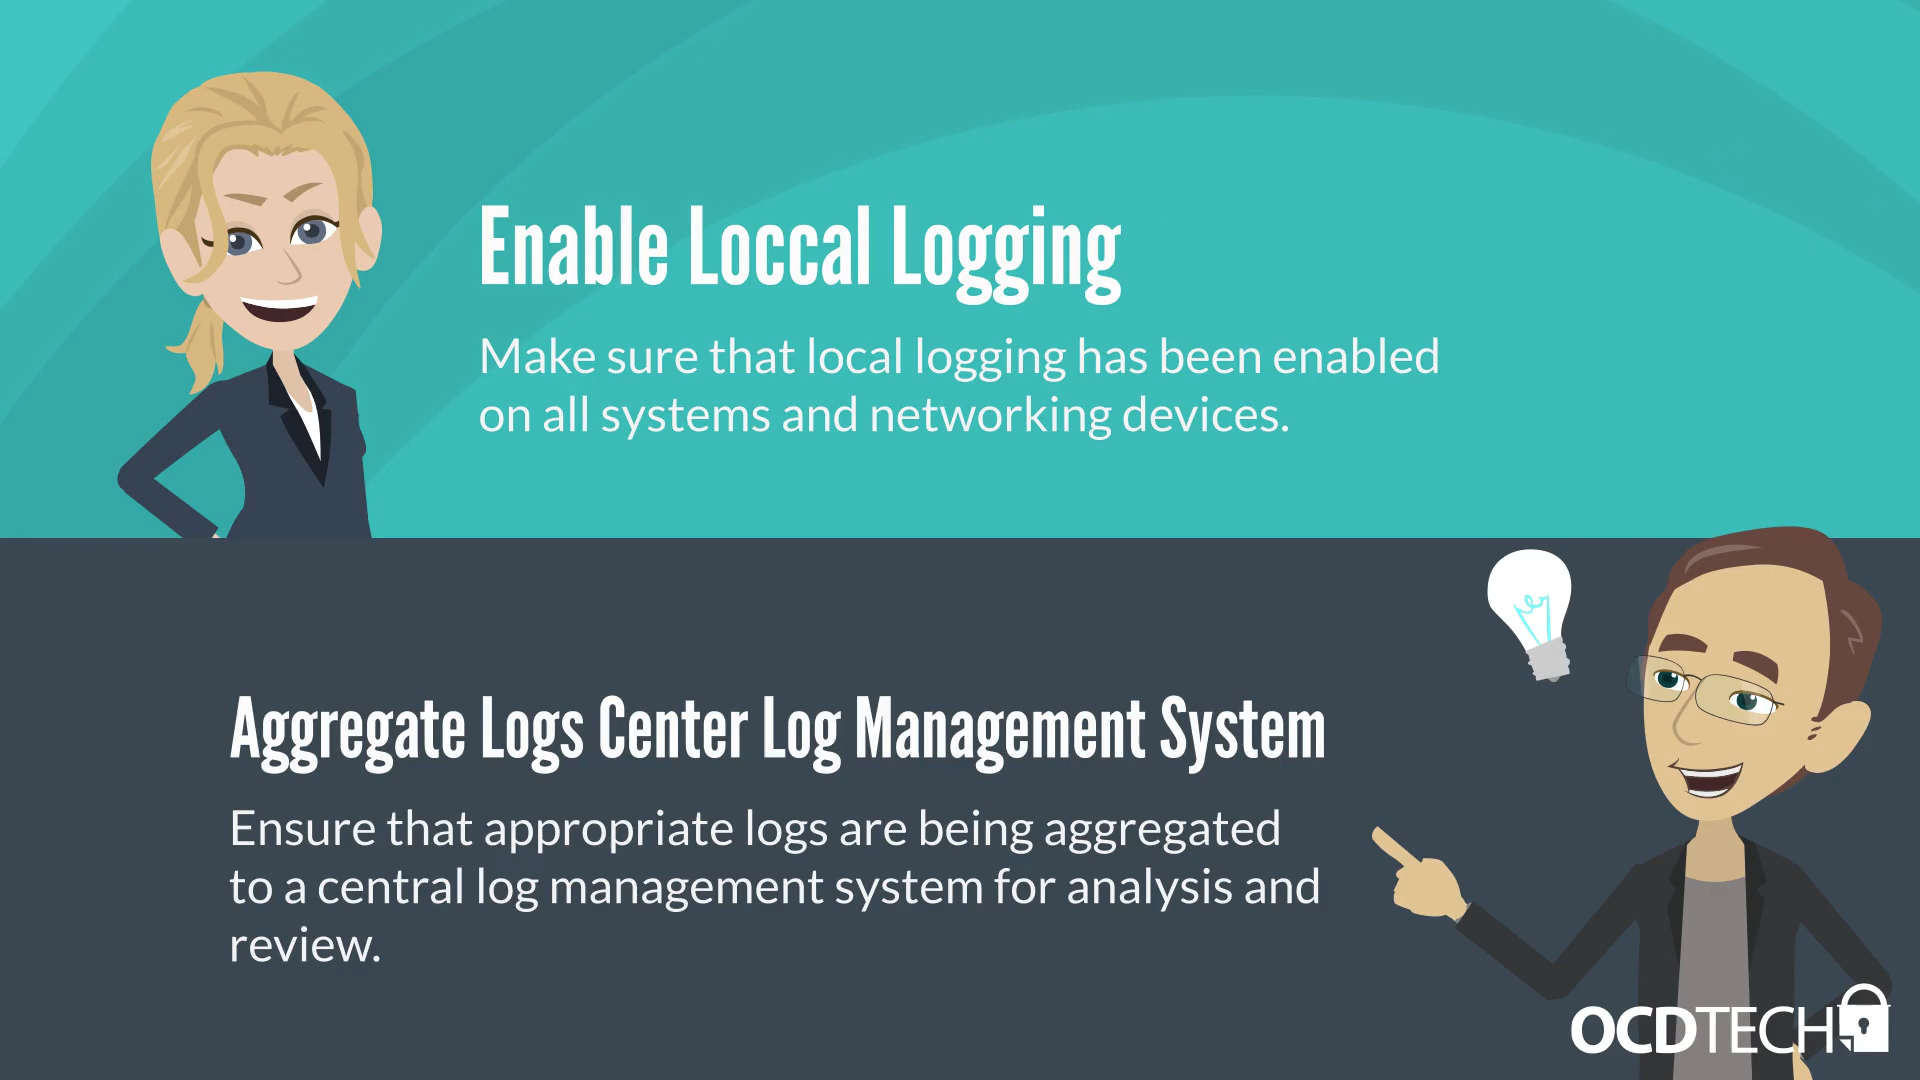 Enable Loccal Logging
Make sure that local logging has been enabled
on all systems and networking devices.
Aggregate Logs Center Log Management System
Ensure that appropriate logs are being aggregated
to a central log management system for analysis and
review.
OCDTECH